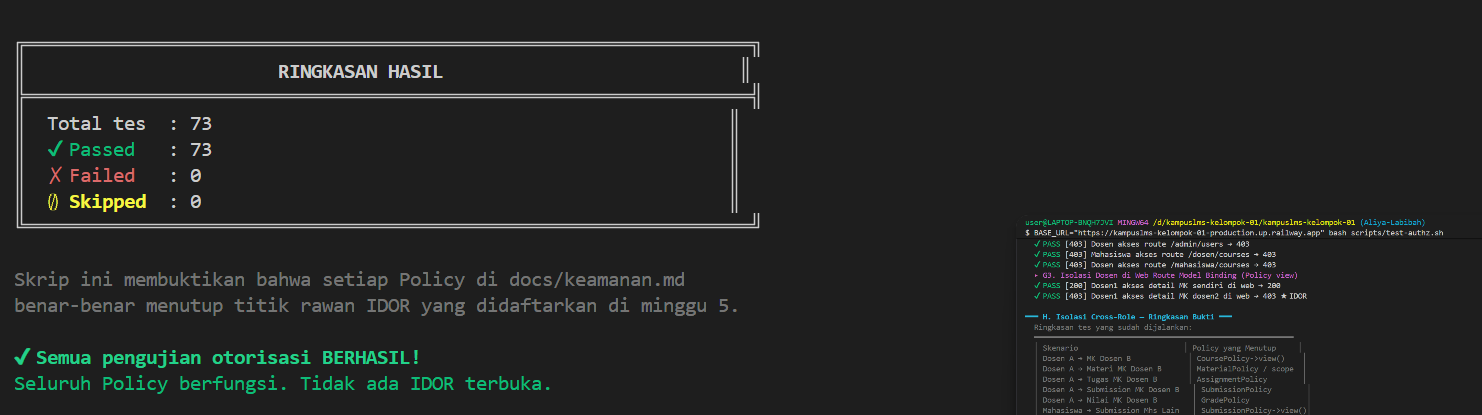 RINGKASAN HASIL
Total tes : 73
✓ Passed : 73
✗ Failed : 0
Skipped : 0
Skrip ini membuktikan bahwa setiap Policy di docs/keamanan.md
benar-benar menutup titik rawan IDOR yang didaftarkan di minggu 5.
✓ Semua pengujian otorisasi BERHASIL!
Seluruh Policy berfungsi. Tidak ada IDOR terbuka.
user@LAPTOP-BNQH7JVI MINGW64 /d/kampuslms-kelompok-01/kampuslms-kelompok-01 (Aliya-Labibah)
$ BASE_URL="https://kampuslms-kelompok-01-production.up.railway.app" bash scripts/test-authz.sh
✓ PASS [403] Dosen akses route /admin/users → 403
✓ PASS [403] Mahasiswa akses route /dosen/courses → 403
✓ PASS [403] Dosen akses route /mahasiswa/courses → 403
▸ G3. Isolasi Dosen di Web Route Model Binding (Policy view)
✓ PASS [200] Dosen1 akses detail MK sendiri di web → 200
✓ PASS [403] Dosen1 akses detail MK dosen2 di web → 403 ★ IDOR
━━ H. Isolasi Cross-Role — Ringkasan Bukti ━━
Ringkasan tes yang sudah dijalankan:
Skenario │ Policy yang Menutup
Dosen A → MK Dosen B │ CoursePolicy->view()
Dosen A → Materi MK Dosen B │ MaterialPolicy / scope
Dosen A → Tugas MK Dosen B │ AssignmentPolicy
Dosen A → Submission MK Dosen B │ SubmissionPolicy
Dosen A → Nilai MK Dosen B │ GradePolicy
Mahasiswa → Submission Mhs Lain │ SubmissionPolicy->view()